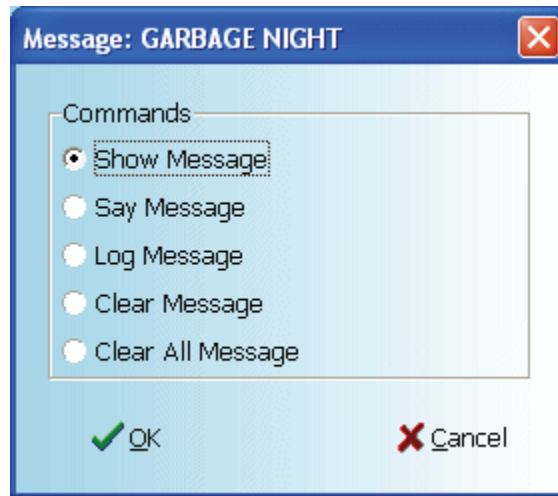 Message: GARBAGE NIGHT
Commands
Show Message
Say Message
Log Message
Clear Message
Clear All Message
OK Cancel